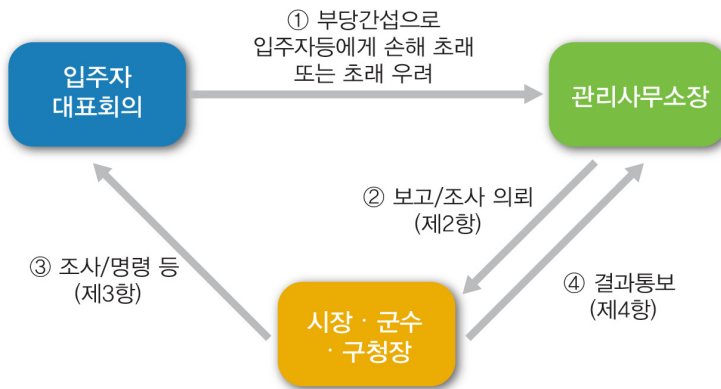 ① 부당간섭으로
입주자등에게 손해 초래
또는 초래 우려
입주자
대표회의
관리사무소장
② 보고/조사 의뢰
(제2항)
③ 조사/명령 등
(제3항)
④ 결과통보
(제4항)
시장 · 군수
· 구청장